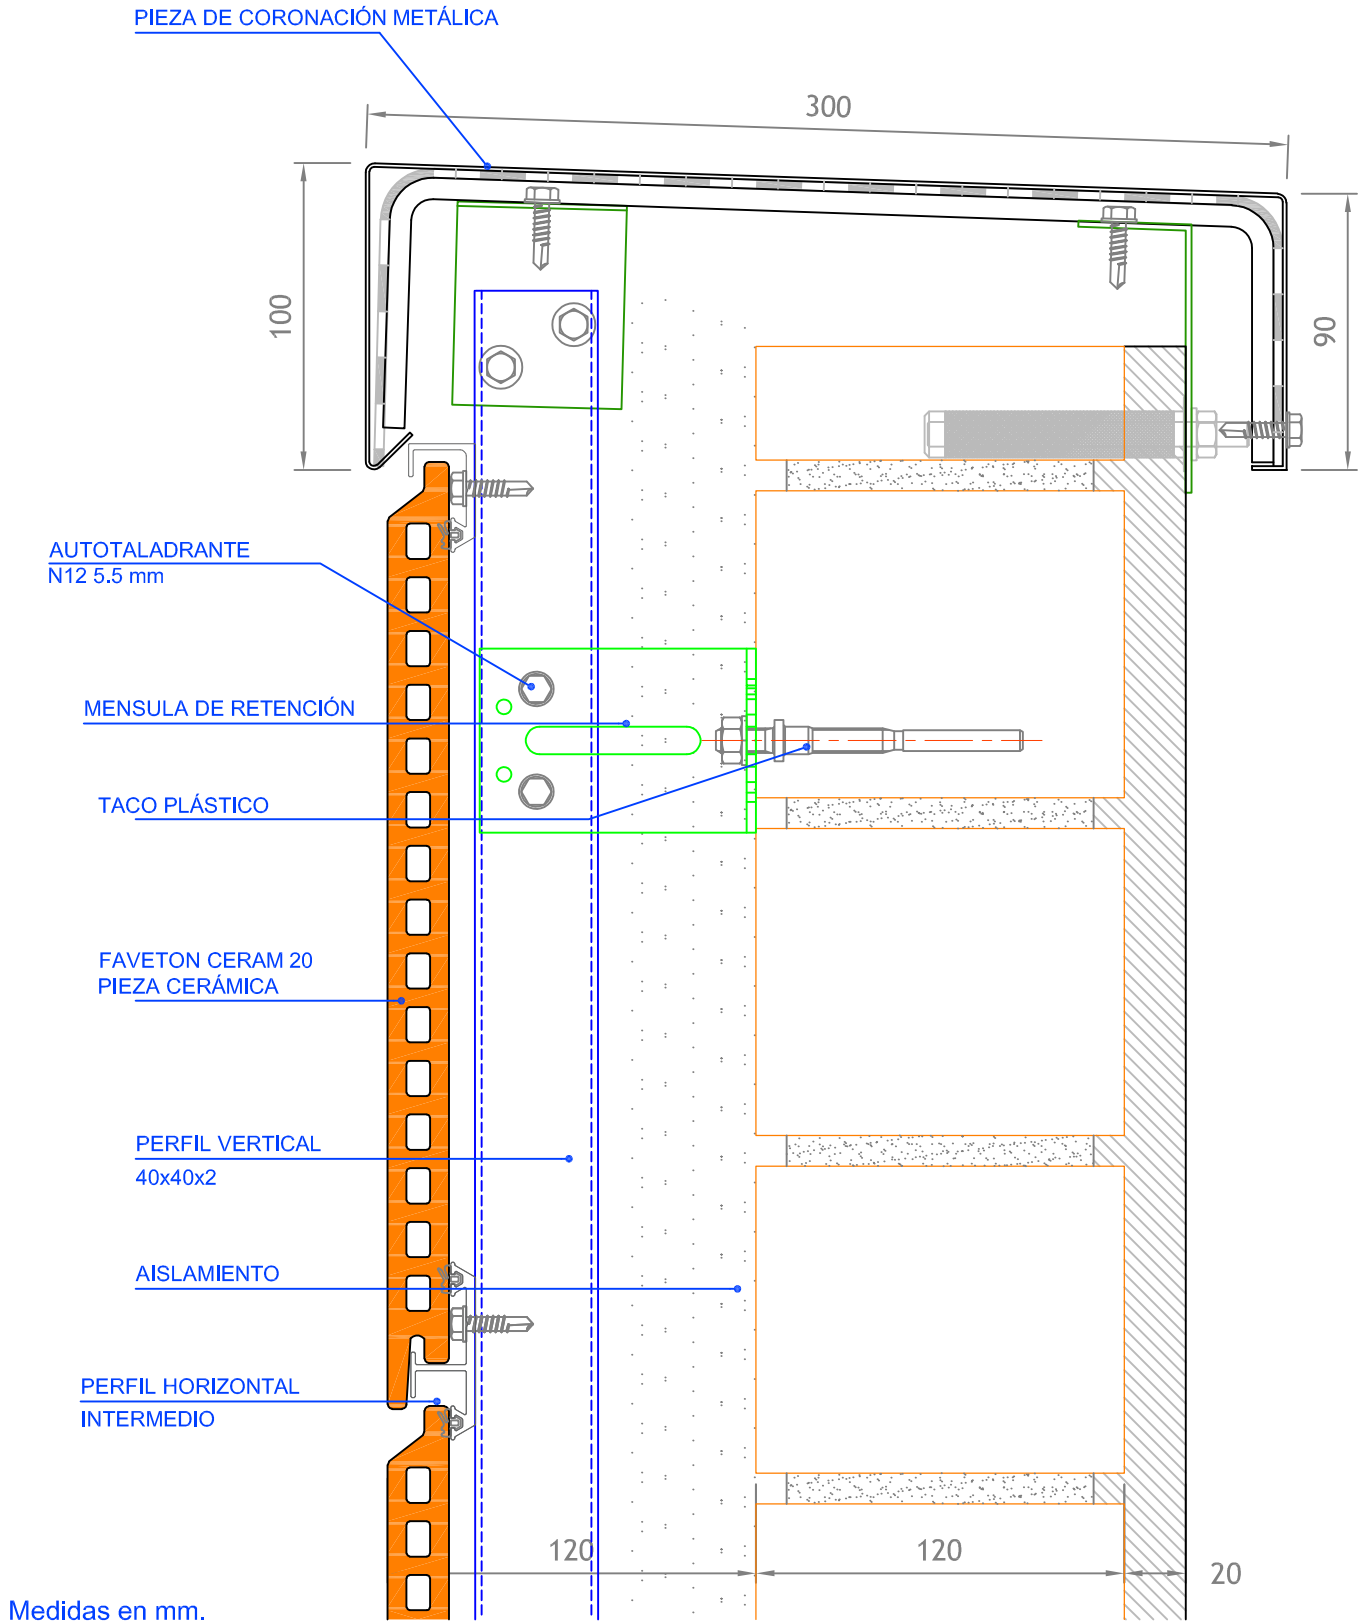 PIEZA DE CORONACIÓN METÁLICA
300
100
90
AUTOTALADRANTE
N12 5.5 mm
MENSULA DE RETENCIÓN
TACO PLÁSTICO
FAVETON CERAM 20
PIEZA CERÁMICA
PERFIL VERTICAL
40x40x2
AISLAMIENTO
PERFIL HORIZONTAL
INTERMEDIO
120
120
20
Medidas en mm.